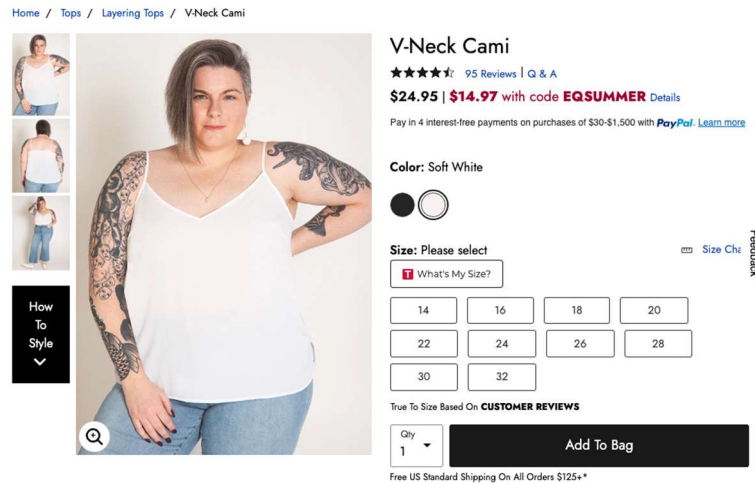 Home / Tops / Layering Tops / V-Neck Cami
V-Neck Cami
95 Reviews | Q & A
$24.95 | $14.97 with code EQSUMMER Details
Pay in 4 interest-free payments on purchases of $30-$1,500 with PayPal. Learn more
Color: Soft White
Size: Please select
Size Cha
T What's My Size?
14 16 18 20
22 24 26 28
30 32
True To Size Based On CUSTOMER REVIEWS
Qty
1
Add To Bag
Free US Standard Shipping On All Orders $125+*
How
To
Style
Feedback